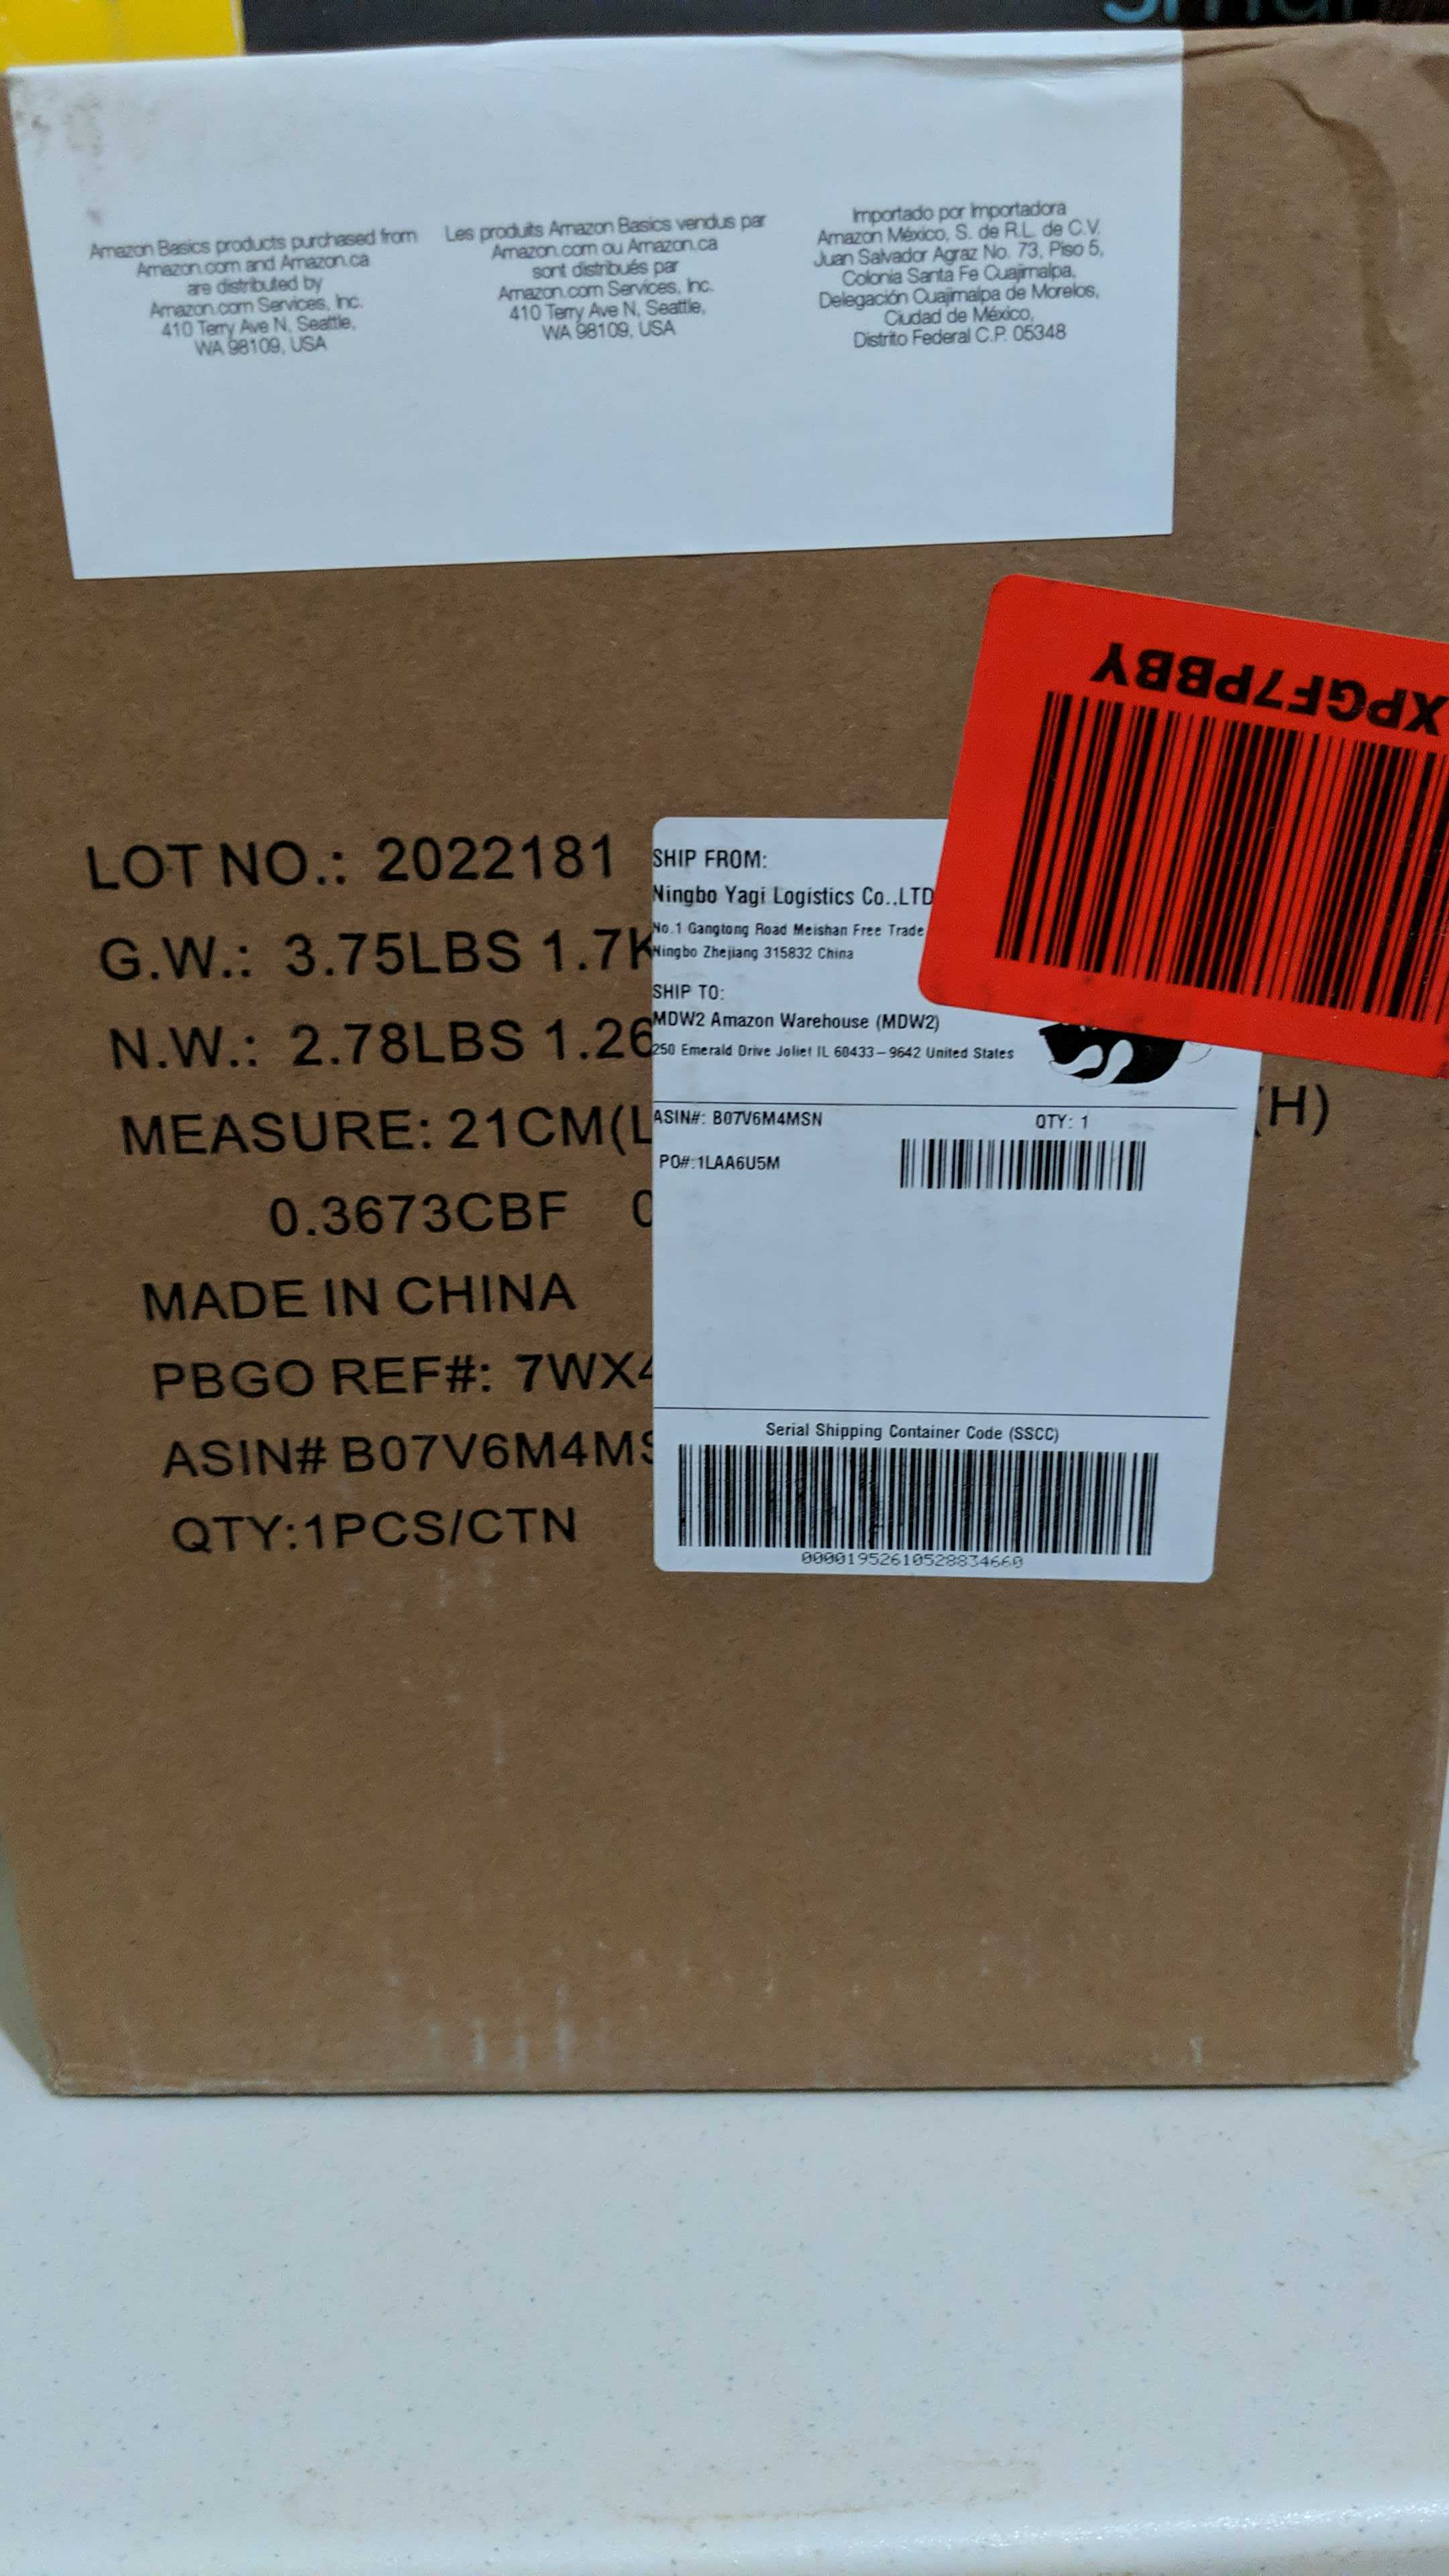 Amazon Basics products purchased from
Amazon.com and Amazon.ca
are distributed by
Amazon.com Services, Inc.
410 Terry Ave N, Seattle,
WA 98109, USA
Les produits Amazon Basics vendus par
Amazon.com ou Amazon.ca
sont distribués par
Amazon.com Services, Inc.
410 Terry Ave N, Seattle,
WA 98109, USA
Importado por Importadora
Amazon México, S. de R.L. de C.V.
Juan Salvador Agraz No. 73, Piso 5,
Colonia Santa Fe Cuajimalpa,
Delegación Cuajimalpa de Morelos,
Ciudad de México,
Distrito Federal C.P. 05348
XPGF7PBBY
LOT NO.: 2022181
G.W.: 3.75LBS 1.7K
N.W.: 2.78LBS 1.26
MEASURE: 21CM(L
(H)
0.3673CBF 0
MADE IN CHINA
PBGO REF#: 7WX4
ASIN# B07V6M4MS
QTY:1PCS/CTN
SHIP FROM:
Ningbo Yagi Logistics Co.,LTD
No.1 Gangtong Road Meishan Free Trade
Ningbo Zhejiang 315832 China
SHIP TO:
MDW2 Amazon Warehouse (MDW2)
250 Emerald Drive Joliet IL 60433-9642 United States
ASIN#: B07V6M4MSN
QTY: 1
PO#:1LAA6U5M
Serial Shipping Container Code (SSCC)
00001952610528834660